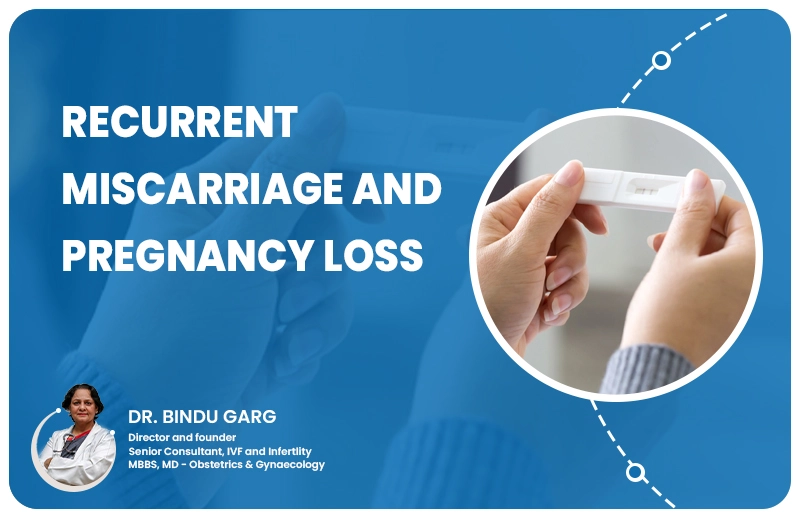 RECURRENT
MISCARRIAGE AND
PREGNANCY LOSS
DR. BINDU GARG
Director and founder
Senior Consultant, IVF and Infertlity
MBBS, MD - Obstetrics & Gynaecology